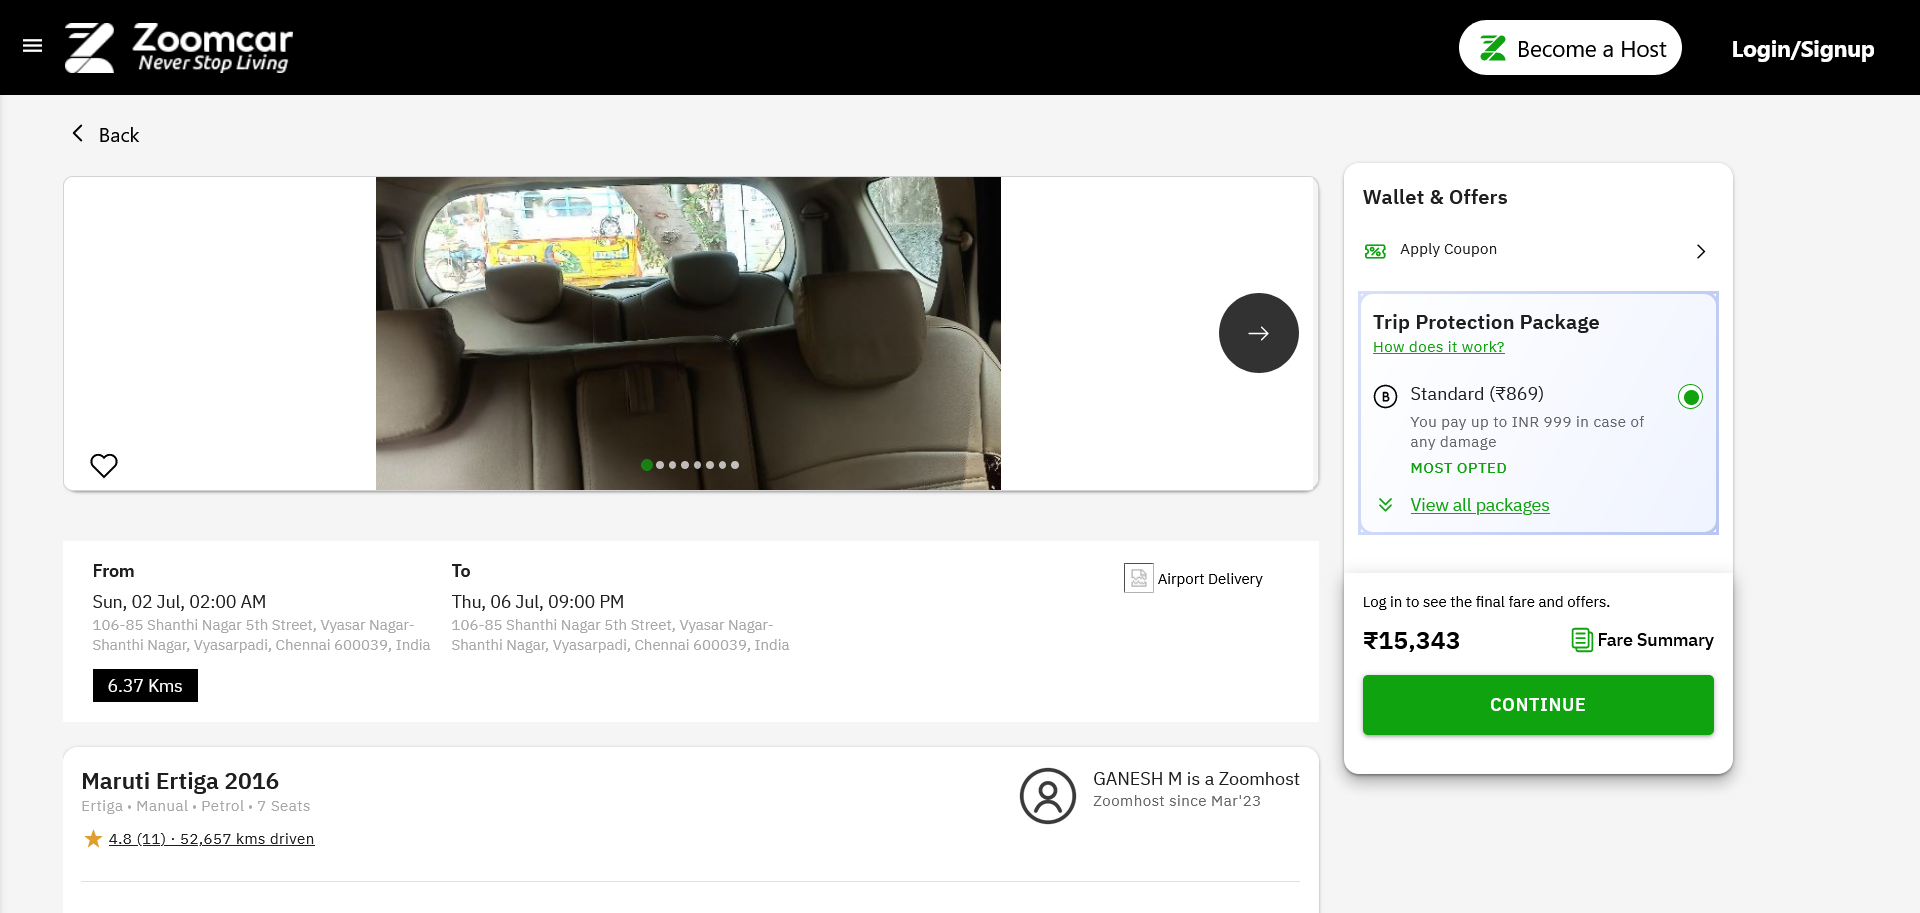 Zoomcar
Never Stop Living
Become a Host
Login/Signup
Back
Wallet & Offers
Apply Coupon
Trip Protection Package
How does it work?
B
Standard (₹869)
You pay up to INR 999 in case of
any damage
MOST OPTED
View all packages
From
Sun, 02 Jul, 02:00 AM
106-85 Shanthi Nagar 5th Street, Vyasar Nagar-
Shanthi Nagar, Vyasarpadi, Chennai 600039, India
6.37 Kms
To
Thu, 06 Jul, 09:00 PM
106-85 Shanthi Nagar 5th Street, Vyasar Nagar-
Shanthi Nagar, Vyasarpadi, Chennai 600039, India
Airport Delivery
Log in to see the final fare and offers.
₹15,343
Fare Summary
CONTINUE
Maruti Ertiga 2016
Ertiga • Manual • Petrol • 7 Seats
4.8 (11) · 52,657 kms driven
GANESH M is a Zoomhost
Zoomhost since Mar'23